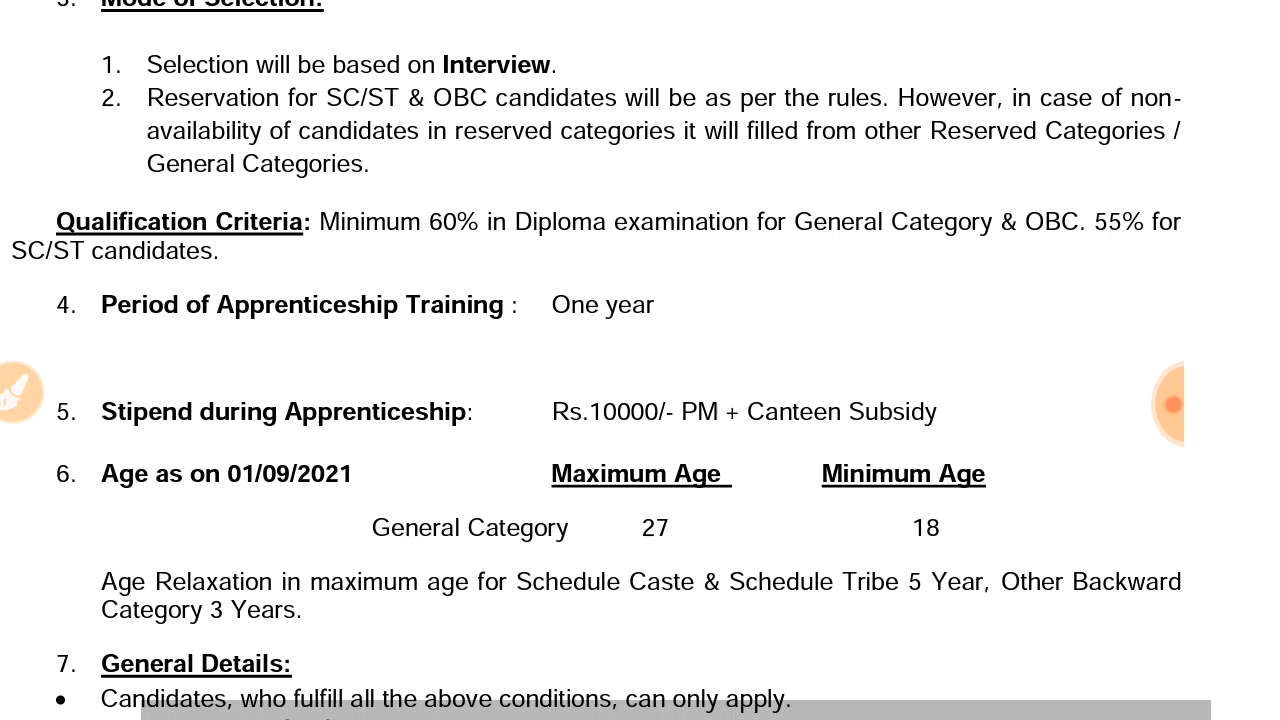 3. Mode of Selection:
1. Selection will be based on Interview.
2. Reservation for SC/ST & OBC candidates will be as per the rules. However, in case of non-
availability of candidates in reserved categories it will filled from other Reserved Categories /
General Categories.
Qualification Criteria: Minimum 60% in Diploma examination for General Category & OBC. 55% for
SC/ST candidates.
4. Period of Apprenticeship Training : One year
5. Stipend during Apprenticeship: Rs.10000/- PM + Canteen Subsidy
6. Age as on 01/09/2021 Maximum Age Minimum Age
General Category 27 18
Age Relaxation in maximum age for Schedule Caste & Schedule Tribe 5 Year, Other Backward
Category 3 Years.
7. General Details:
• Candidates, who fulfill all the above conditions, can only apply.